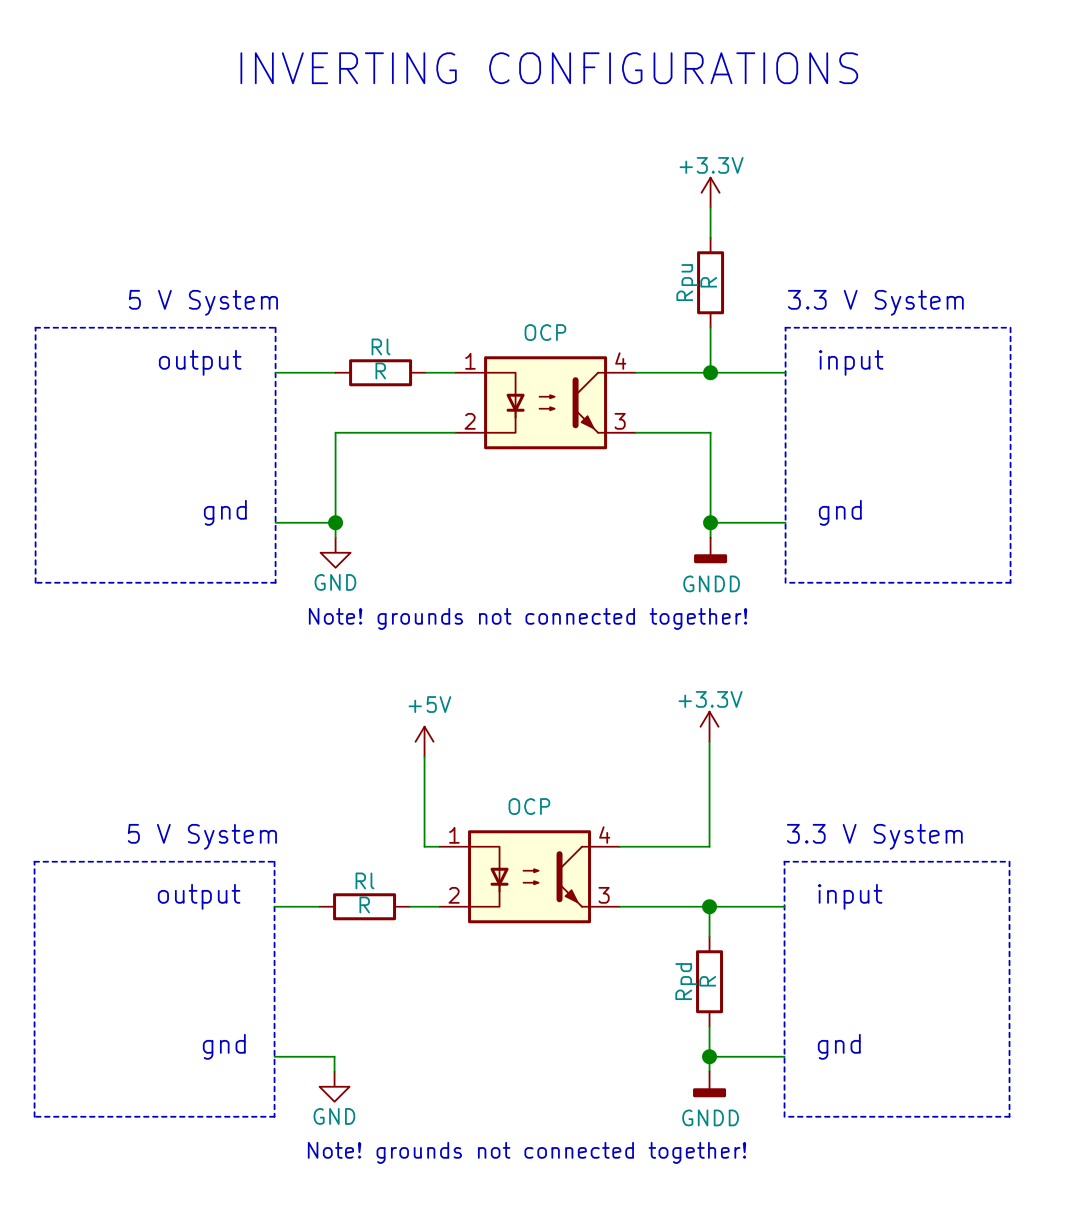 INVERTING CONFIGURATIONS
+3.3V
Rpu
R
5 V System
3.3 V System
OCP
output
Rl
R
1
4
input
2
3
gnd
gnd
GND
GNDD
Note! grounds not connected together!
+5V
+3.3V
OCP
5 V System
3.3 V System
1
4
output
Rl
R
2
3
input
Rpd
R
gnd
gnd
GND
GNDD
Note! grounds not connected together!